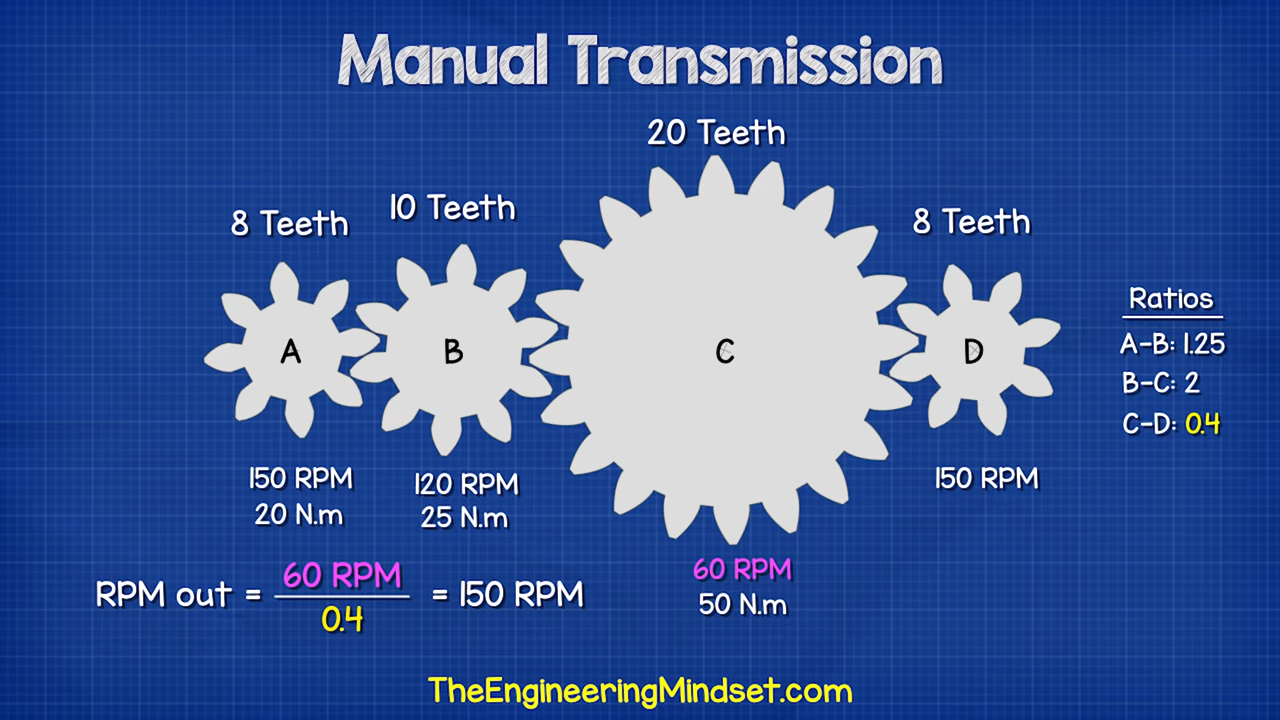 Manual Transmission
20 Teeth
8 Teeth
10 Teeth
8 Teeth
A
B
C
D
Ratios
A-B: 1.25
B-C: 2
C-D: 0.4
150 RPM
20 N.m
120 RPM
25 N.m
150 RPM
60 RPM
50 N.m
RPM out = 60 RPM / 0.4 = 150 RPM
TheEngineeringMindset.com